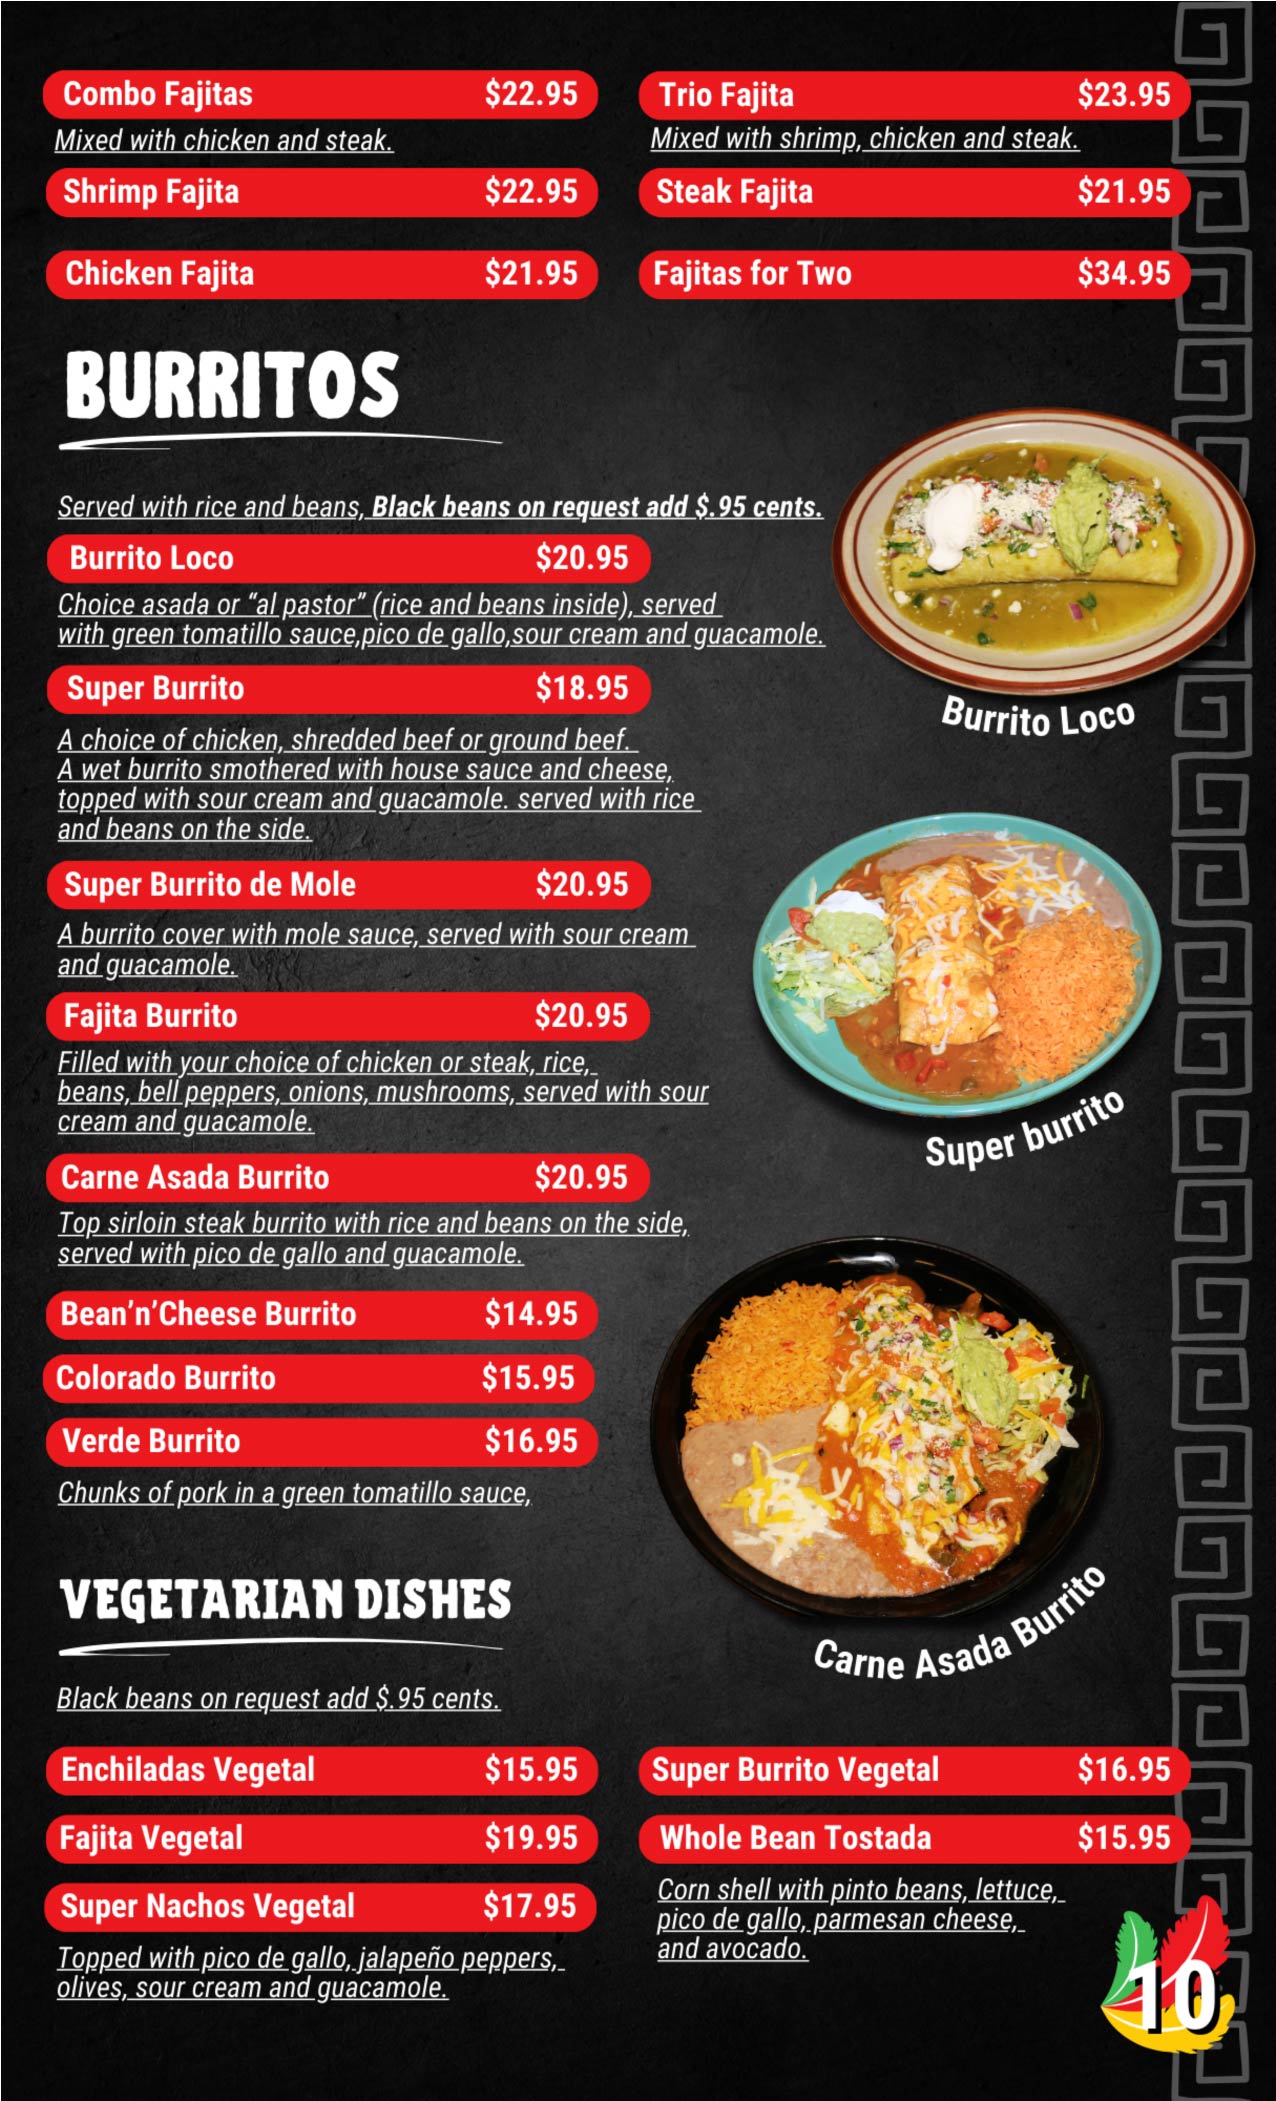 Combo Fajitas $22.95
Mixed with chicken and steak.
Shrimp Fajita $22.95
Chicken Fajita $21.95
Trio Fajita $23.95
Mixed with shrimp, chicken and steak.
Steak Fajita $21.95
Fajitas for Two $34.95
BURRITOS
Served with rice and beans, Black beans on request add $.95 cents.
Burrito Loco $20.95
Choice asada or “al pastor” (rice and beans inside), served
with green tomatillo sauce,pico de gallo,sour cream and guacamole.
Super Burrito $18.95
A choice of chicken, shredded beef or ground beef.
A wet burrito smothered with house sauce and cheese,
topped with sour cream and guacamole. served with rice
and beans on the side.
Super Burrito de Mole $20.95
A burrito cover with mole sauce, served with sour cream
and guacamole.
Fajita Burrito $20.95
Filled with your choice of chicken or steak, rice,
beans, bell peppers, onions, mushrooms, served with sour
cream and guacamole.
Carne Asada Burrito $20.95
Top sirloin steak burrito with rice and beans on the side,
served with pico de gallo and guacamole.
Bean’n’Cheese Burrito $14.95
Colorado Burrito $15.95
Verde Burrito $16.95
Chunks of pork in a green tomatillo sauce,
Burrito Loco
Super burrito
Carne Asada Burrito
VEGETARIAN DISHES
Black beans on request add $.95 cents.
Enchiladas Vegetal $15.95
Fajita Vegetal $19.95
Super Nachos Vegetal $17.95
Topped with pico de gallo, jalapeño peppers,
olives, sour cream and guacamole.
Super Burrito Vegetal $16.95
Whole Bean Tostada $15.95
Corn shell with pinto beans, lettuce,
pico de gallo, parmesan cheese,
and avocado.
10